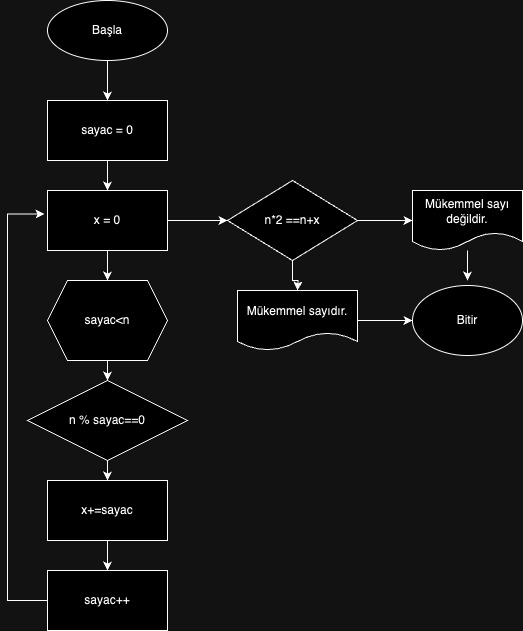 Başla
sayac = 0
x = 0
n*2 ==n+x
Mükemmel sayı
değildir.
sayac<n
Mükemmel sayıdır.
Bitir
n % sayac==0
x+=sayac
sayac++